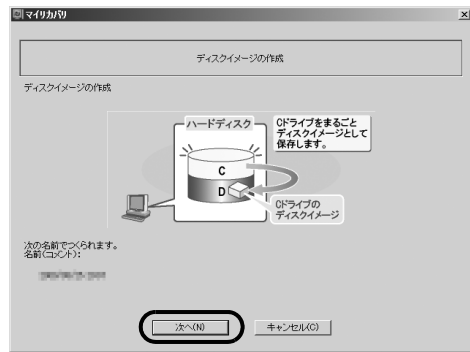 マイリカバリ
ディスクイメージの作成
ディスクイメージの作成
ハードディスク
Cドライブをまるごと
ディスクイメージとして
保存します。
C
D
Cドライブの
ディスクイメージ
次の名前でつくられます。
名前(コメント):
次へ(N)
キャンセル(C)